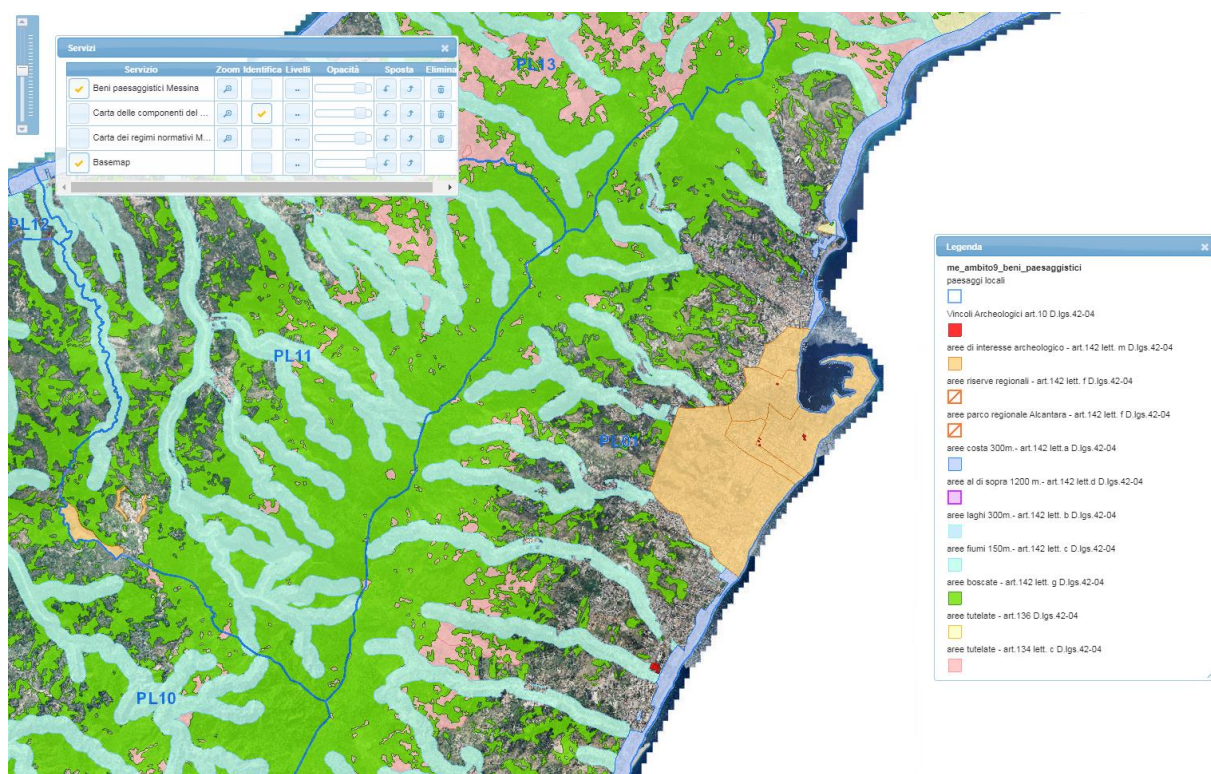 Servizi
Servizio Zoom Identifica Livelli Opacità Sposta Elimina
Beni paesaggistici Messina
Carta delle componenti del ...
Carta dei regimi normativi M...
Basemap
PL13
PL12
PL11
PL01
PL10
Legenda
me_ambito9_beni_paesaggistici
paesaggi locali
Vincoli Archeologici art.10 D.lgs.42-04
aree di interesse archeologico - art.142 lett. m D.lgs.42-04
aree riserve regionali - art.142 lett. f D.lgs.42-04
aree parco regionale Alcantara - art.142 lett. f D.lgs.42-04
aree costa 300m.- art.142 lett.a D.lgs.42-04
aree al di sopra 1200 m.- art.142 lett.d D.lgs.42-04
aree laghi 300m.- art.142 lett. b D.lgs.42-04
aree fiumi 150m.- art.142 lett. c D.lgs.42-04
aree boscate - art.142 lett. g D.lgs.42-04
aree tutelate - art.136 D.lgs.42-04
aree tutelate - art.134 lett. c D.lgs.42-04